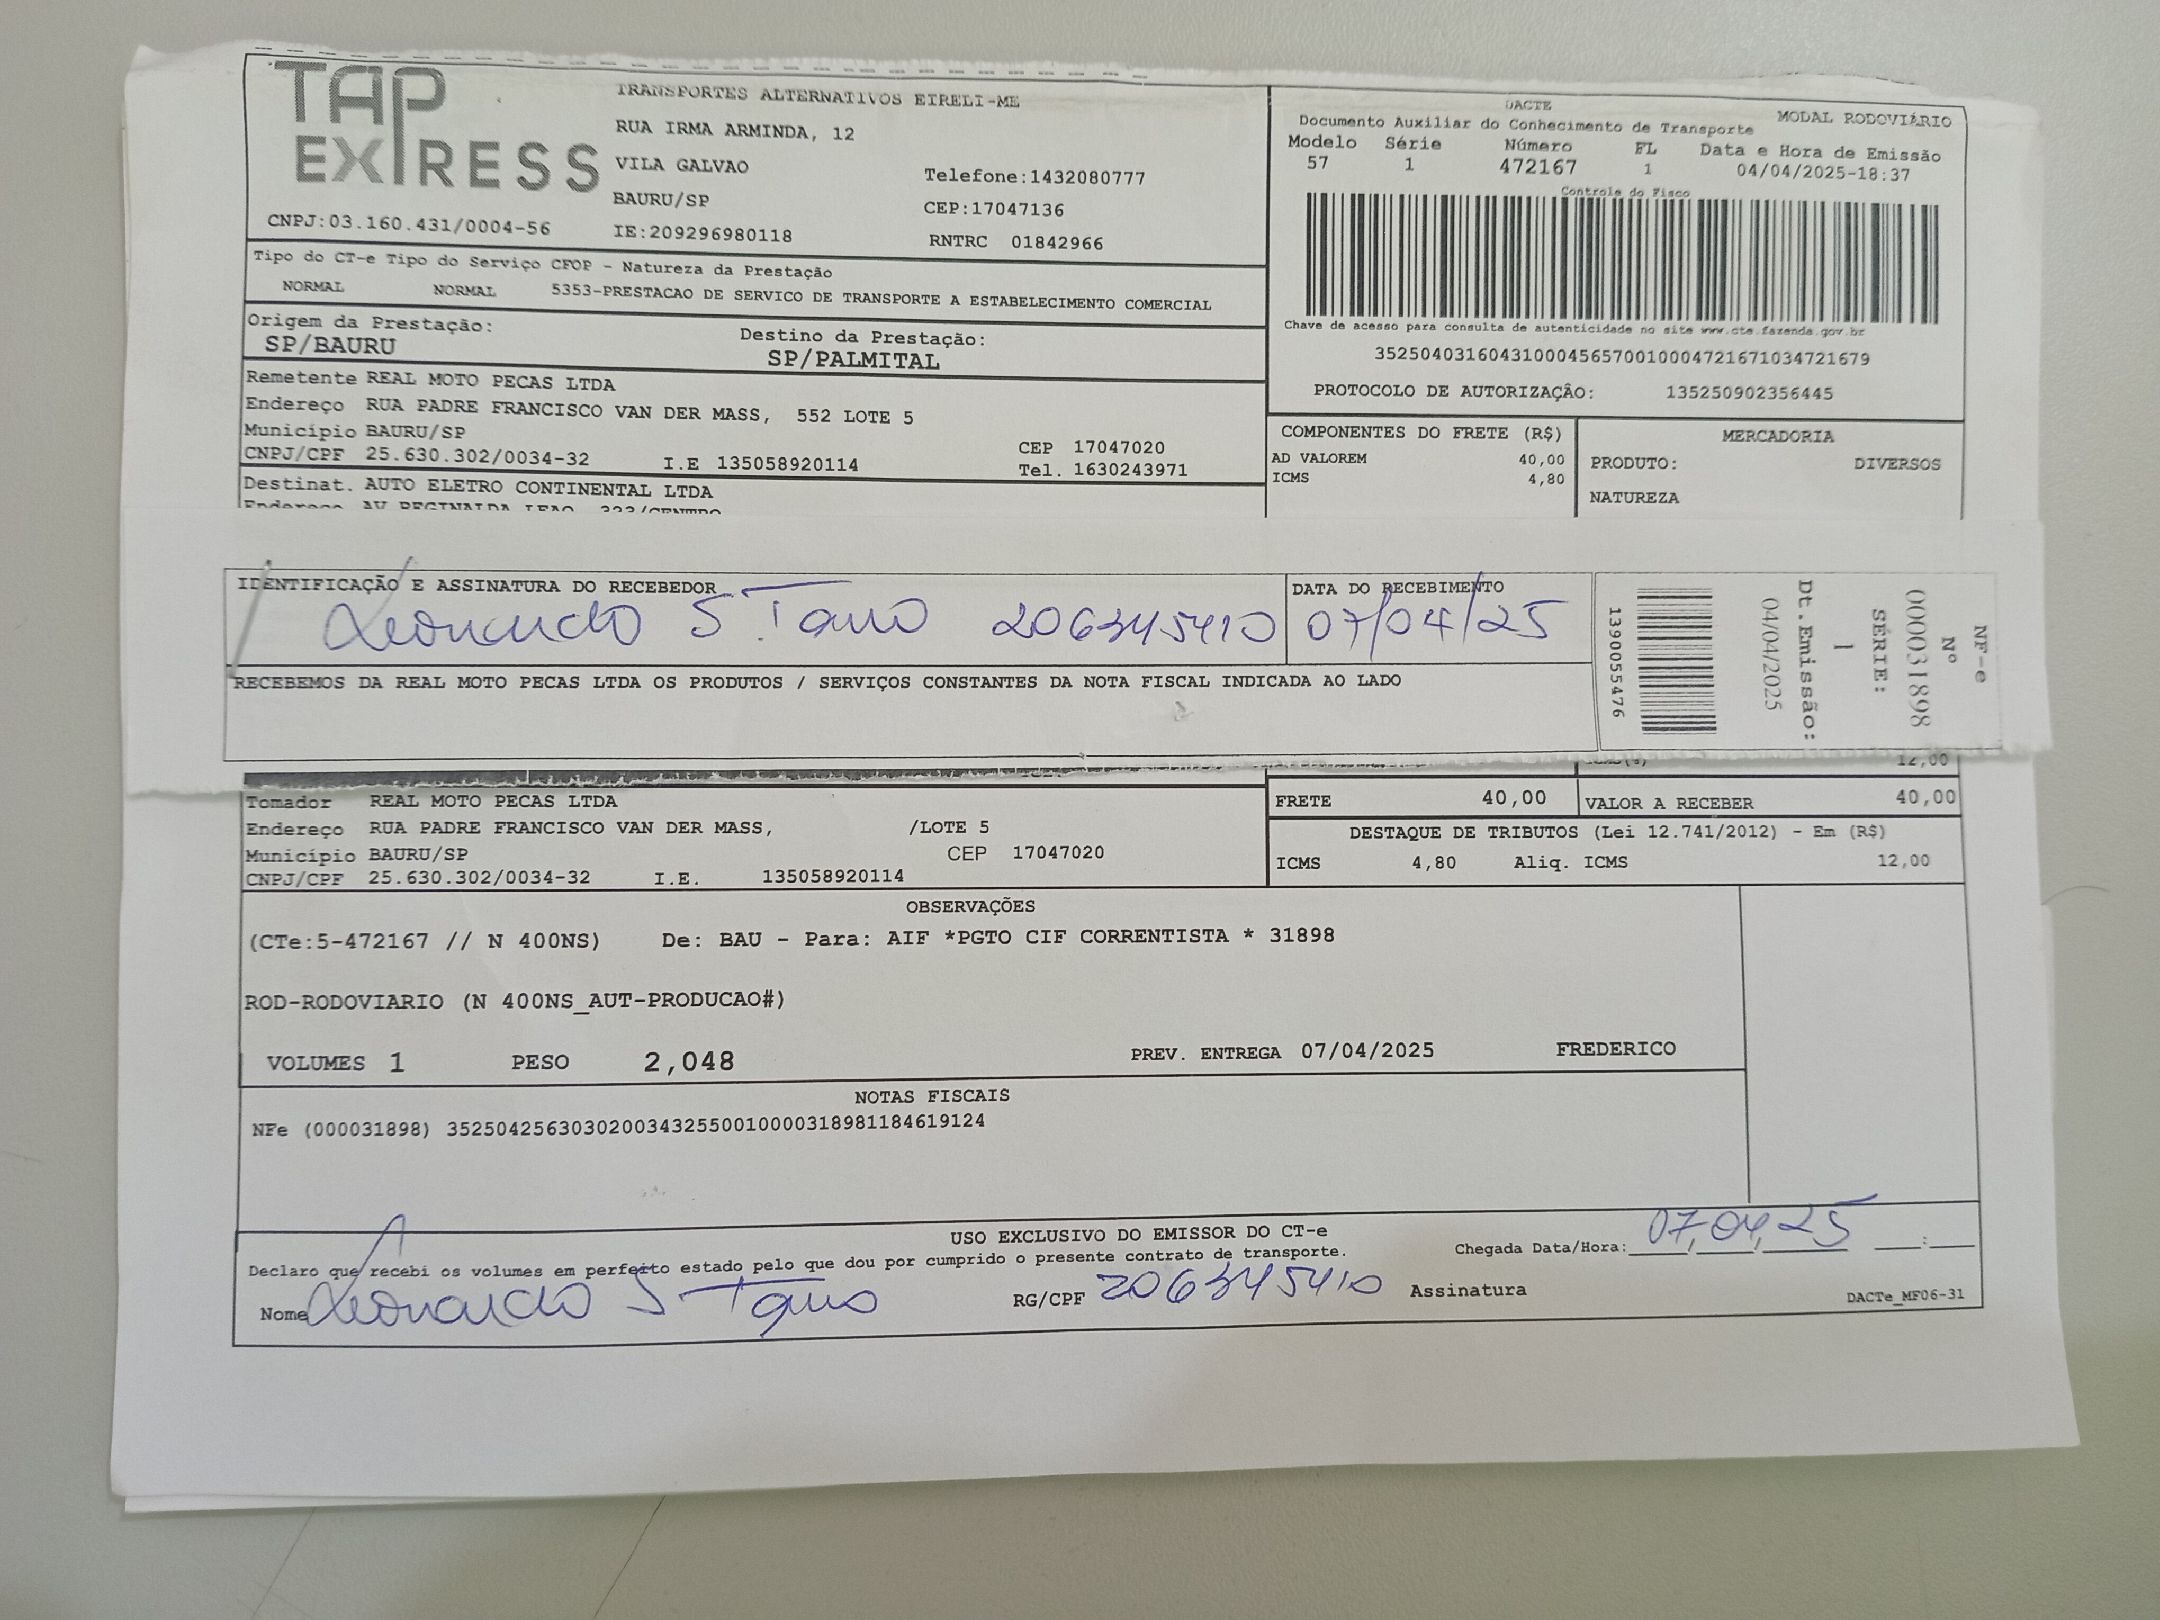 TAP EXPRESS
TRANSPORTES ALTERNATIVOS EIRELI-ME
RUA IRMA ARMINDA, 12
VILA GALVAO
Telefone:1432080777
BAURU/SP
CEP:17047136
CNPJ:03.160.431/0004-56
IE:209296980118
RNTRC 01842966
DACTE
MODAL RODOVIÁRIO
Documento Auxiliar do Conhecimento de Transporte
Modelo Série Número FL Data e Hora de Emissão
57 1 472167 1 04/04/2025-18:37
Controle do Fisco
Chave de acesso para consulta de autenticidade no site www.cte.fazenda.gov.br
35250403160431000456570010004721671034721679
PROTOCOLO DE AUTORIZAÇÂO: 135250902356445
Tipo do CT-e Tipo do Serviço CFOP - Natureza da Prestação
NORMAL NORMAL 5353-PRESTACAO DE SERVICO DE TRANSPORTE A ESTABELECIMENTO COMERCIAL
Origem da Prestação: Destino da Prestação:
SP/BAURU SP/PALMITAL
Remetente REAL MOTO PECAS LTDA
Endereço RUA PADRE FRANCISCO VAN DER MASS, 552 LOTE 5
Município BAURU/SP CEP 17047020
CNPJ/CPF 25.630.302/0034-32 I.E 135058920114 Tel. 1630243971
Destinat. AUTO ELETRO CONTINENTAL LTDA
Endereço AV REGINALDA LEAO, 323/CENTRO
COMPONENTES DO FRETE (R$)
AD VALOREM 40,00
ICMS 4,80
MERCADORIA
PRODUTO: DIVERSOS
NATUREZA
IDENTIFICAÇÃO E ASSINATURA DO RECEBEDOR
DATA DO RECEBIMENTO
Leonardo S 206345410 07/04/25
RECEBEMOS DA REAL MOTO PECAS LTDA OS PRODUTOS / SERVIÇOS CONSTANTES DA NOTA FISCAL INDICADA AO LADO
NF-e
Nº
000031898
SÉRIE:
1
Dt.Emissão:
04/04/2025
1390055476
12,00
Tomador REAL MOTO PECAS LTDA
Endereço RUA PADRE FRANCISCO VAN DER MASS, /LOTE 5
Município BAURU/SP CEP 17047020
CNPJ/CPF 25.630.302/0034-32 I.E. 135058920114
FRETE 40,00 VALOR A RECEBER 40,00
DESTAQUE DE TRIBUTOS (Lei 12.741/2012) - Em (R$)
ICMS 4,80 Aliq. ICMS 12,00
OBSERVAÇÕES
(CTe:5-472167 // N 400NS) De: BAU - Para: AIF *PGTO CIF CORRENTISTA * 31898
ROD-RODOVIARIO (N 400NS_AUT-PRODUCAO#)
VOLUMES 1 PESO 2,048 PREV. ENTREGA 07/04/2025 FREDERICO
NOTAS FISCAIS
NFe (000031898) 35250425630302003432550010000318981184619124
USO EXCLUSIVO DO EMISSOR DO CT-e
Declaro que recebi os volumes em perfeito estado pelo que dou por cumprido o presente contrato de transporte.
Chegada Data/Hora: 07,04,25 :
Nome Leonardo S RG/CPF 206345410 Assinatura
DACTe_MF06-31